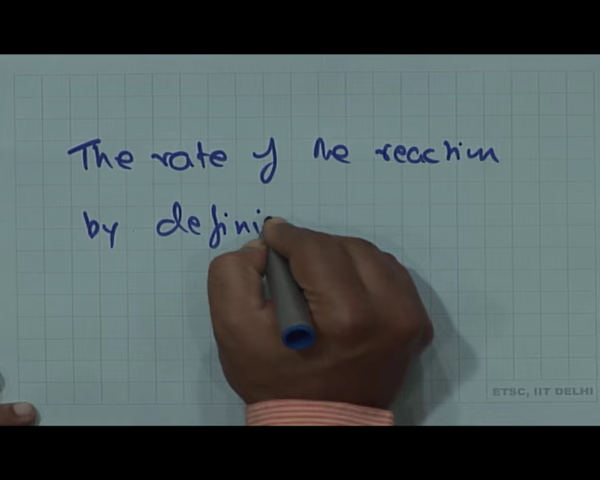 The rate of the reaction
by defini
ETSC, IIT DELHI